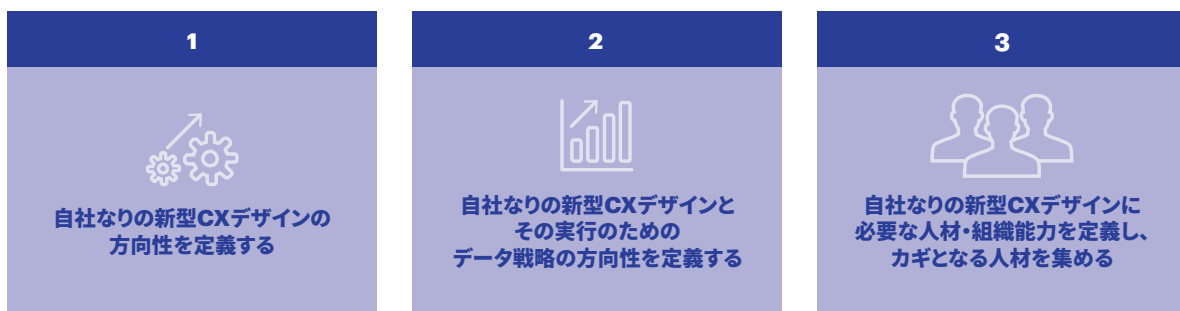 1
自社なりの新型CXデザインの
方向性を定義する
2
自社なりの新型CXデザインと
その実行のための
データ戦略の方向性を定義する
3
自社なりの新型CXデザインに
必要な人材・組織能力を定義し、
カギとなる人材を集める